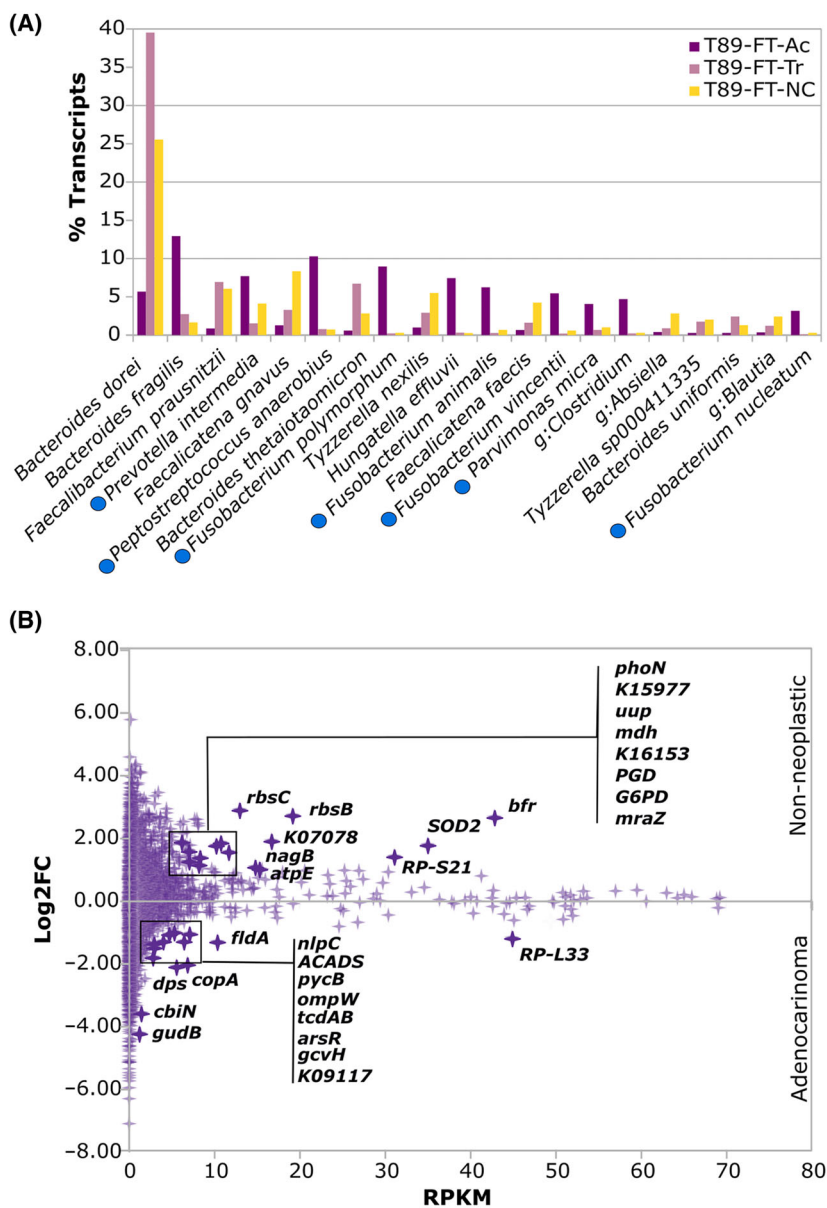 (A)
% Transcripts
40
35
30
25
20
15
10
5
0
T89-FT-Ac
T89-FT-Tr
T89-FT-NC
Bacteroides dorei
Bacteroides fragilis
Faecalibacterium prausnitzii
Prevotella intermedia
Faecalicatena gnavus
Peptostreptococcus anaerobius
Bacteroides thetaiotaomicron
Fusobacterium polymorphum
Tyzzerella nexilis
Hungatella effluvii
Fusobacterium animalis
Faecalicatena faecis
Fusobacterium vincentii
Parvimonas micra
g:Clostridium
g:Absiella
Tyzzerella sp000411335
Bacteroides uniformis
g:Blautia
Fusobacterium nucleatum
(B)
Log2FC
8.00
6.00
4.00
2.00
0.00
−2.00
−4.00
−6.00
−8.00
phoN
K15977
uup
mdh
K16153
PGD
G6PD
mraZ
Non-neoplastic
rbsC
rbsB
bfr
SOD2
K07078
nagB
atpE
RP-S21
fldA
RP-L33
dps
copA
cbiN
gudB
nlpC
ACADS
pycB
ompW
tcdAB
arsR
gcvH
K09117
Adenocarinoma
0
10
20
30
40
50
60
70
80
RPKM